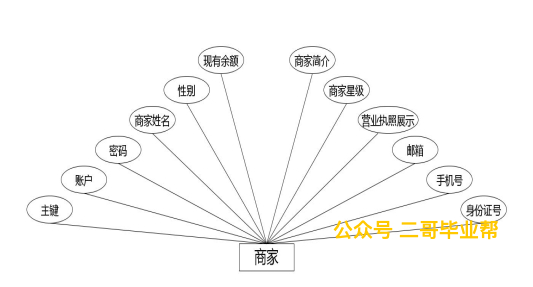 现有余额 商家简介
性别 商家星级
商家姓名 营业执照展示
密码 邮箱
账户 手机号
主键 身份证号
公众号 二哥毕业帮
商家